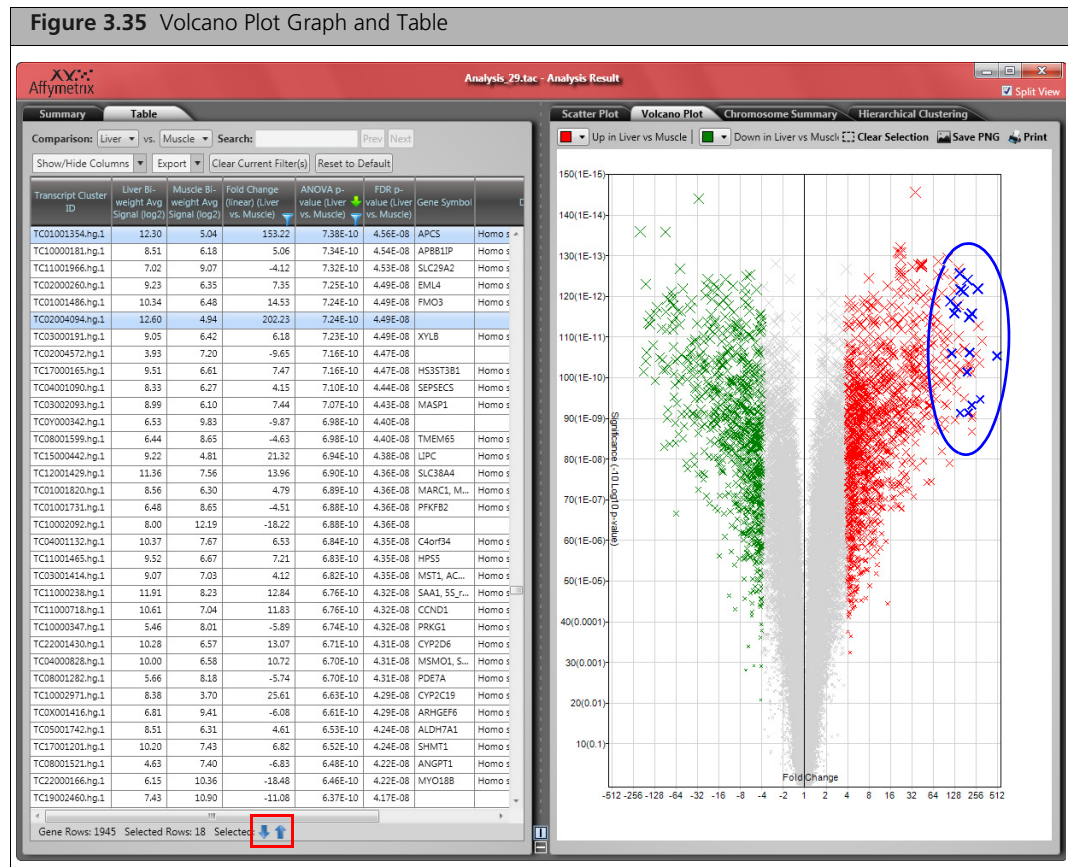 Figure 3.35 Volcano Plot Graph and Table
Affymetrix
Analysis_29.tac - Analysis Result
Split View
Summary Table
Comparison: Liver vs. Muscle Search: Prev Next
Show/Hide Columns Export Clear Current Filter(s) Reset to Default
Transcript Cluster ID Liver Bi-weight Avg Signal (log2) Muscle Bi-weight Avg Signal (log2) Fold Change (linear) (Liver vs. Muscle) ANOVA p-value (Liver vs. Muscle) FDR p-value (Liver vs. Muscle) Gene Symbol D
TC01001354.hg.1 12.30 5.04 153.22 7.38E-10 4.56E-08 APCS Homo s
TC10000181.hg.1 8.51 6.18 5.06 7.34E-10 4.54E-08 APBB1IP Homo s
TC11001966.hg.1 7.02 9.07 -4.12 7.32E-10 4.53E-08 SLC29A2 Homo s
TC02000260.hg.1 9.23 6.35 7.35 7.25E-10 4.49E-08 EML4 Homo s
TC01001486.hg.1 10.34 6.48 14.53 7.24E-10 4.49E-08 FMO3 Homo s
TC02004094.hg.1 12.60 4.94 202.23 7.24E-10 4.49E-08
TC03000191.hg.1 9.05 6.42 6.18 7.23E-10 4.49E-08 XYLB Homo s
TC02004572.hg.1 3.93 7.20 -9.65 7.16E-10 4.47E-08
TC17000165.hg.1 9.51 6.61 7.47 7.16E-10 4.47E-08 HS3ST3B1 Homo s
TC04001090.hg.1 8.33 6.27 4.15 7.10E-10 4.44E-08 SEPSECS Homo s
TC03002093.hg.1 8.99 6.10 7.44 7.07E-10 4.43E-08 MASP1 Homo s
TC0Y000342.hg.1 6.53 9.83 -9.87 6.98E-10 4.40E-08
TC08001599.hg.1 6.44 8.65 -4.63 6.98E-10 4.40E-08 TMEM65 Homo s
TC15000442.hg.1 9.22 4.81 21.32 6.94E-10 4.38E-08 LIPC Homo s
TC12001429.hg.1 11.36 7.56 13.96 6.90E-10 4.36E-08 SLC38A4 Homo s
TC01001820.hg.1 8.56 6.30 4.79 6.89E-10 4.36E-08 MARC1, M... Homo s
TC01001731.hg.1 6.48 8.65 -4.51 6.88E-10 4.36E-08 PFKFB2 Homo s
TC10002092.hg.1 8.00 12.19 -18.22 6.88E-10 4.36E-08
TC04001132.hg.1 10.37 7.67 6.53 6.84E-10 4.35E-08 C4orf34 Homo s
TC11001465.hg.1 9.52 6.67 7.21 6.83E-10 4.35E-08 HPS5 Homo s
TC03001414.hg.1 9.07 7.03 4.12 6.82E-10 4.35E-08 MST1, AC... Homo s
TC11000238.hg.1 11.91 8.23 12.84 6.76E-10 4.32E-08 SAA1, 5S_r... Homo s
TC11000718.hg.1 10.61 7.04 11.83 6.76E-10 4.32E-08 CCND1 Homo s
TC10000347.hg.1 5.46 8.01 -5.89 6.74E-10 4.32E-08 PRKG1 Homo s
TC22001430.hg.1 10.28 6.57 13.07 6.71E-10 4.31E-08 CYP2D6 Homo s
TC04000828.hg.1 10.00 6.58 10.72 6.70E-10 4.31E-08 MSMO1, S... Homo s
TC08001282.hg.1 5.66 8.18 -5.74 6.70E-10 4.31E-08 PDE7A Homo s
TC10002971.hg.1 8.38 3.70 25.61 6.63E-10 4.29E-08 CYP2C19 Homo s
TC0X001416.hg.1 6.81 9.41 -6.08 6.61E-10 4.29E-08 ARHGEF6 Homo s
TC05001742.hg.1 8.51 6.31 4.61 6.53E-10 4.24E-08 ALDH7A1 Homo s
TC17001201.hg.1 10.20 7.43 6.82 6.52E-10 4.24E-08 SHMT1 Homo s
TC08001521.hg.1 4.63 7.40 -6.83 6.48E-10 4.22E-08 ANGPT1 Homo s
TC22000166.hg.1 6.15 10.36 -18.48 6.46E-10 4.22E-08 MYO18B Homo s
TC19002460.hg.1 7.43 10.90 -11.08 6.37E-10 4.17E-08
Gene Rows: 1945 Selected Rows: 18 Selected:
Scatter Plot Volcano Plot Chromosome Summary Hierarchical Clustering
Up in Liver vs Muscle Down in Liver vs Muscle Clear Selection Save PNG Print
150(1E-15)
140(1E-14)
130(1E-13)
120(1E-12)
110(1E-11)
100(1E-10)
90(1E-09)
80(1E-08)
70(1E-07)
60(1E-06)
50(1E-05)
40(0.0001)
30(0.001)
20(0.01)
10(0.1)
Significance (-10 Log10 p-value)
Fold Change
-512 -256 -128 -64 -32 -16 -8 -4 -2 1 2 4 8 16 32 64 128 256 512